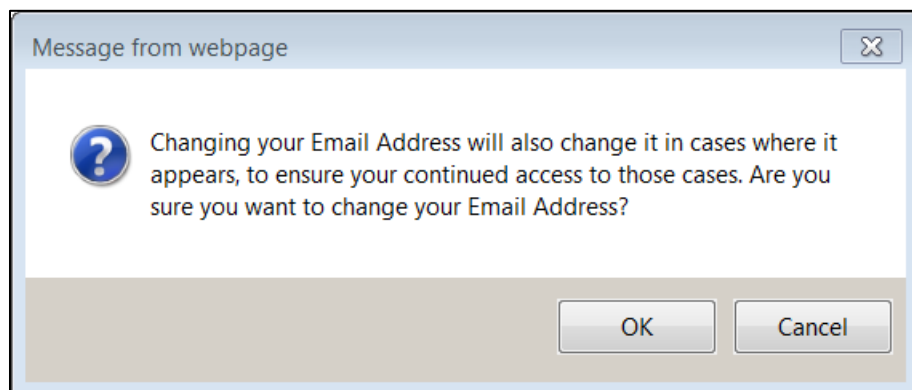 Message from webpage
Changing your Email Address will also change it in cases where it
appears, to ensure your continued access to those cases. Are you
sure you want to change your Email Address?
OK
Cancel